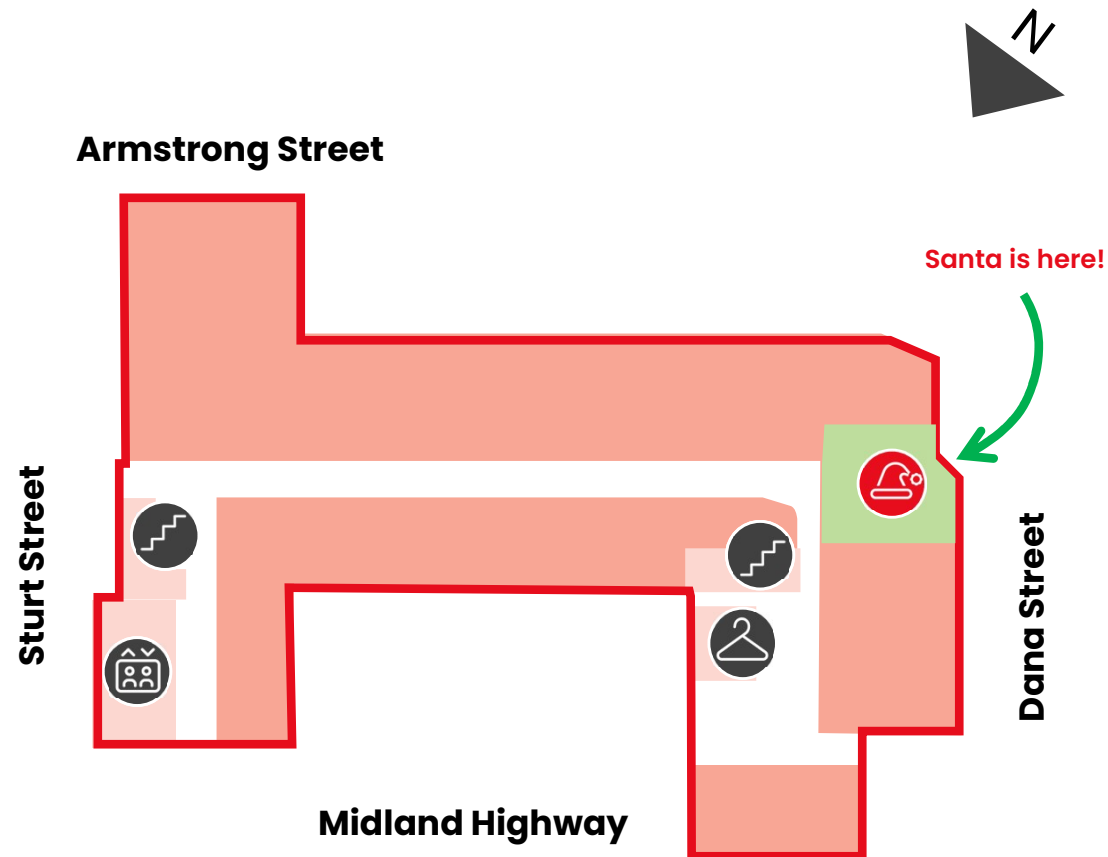 N
Armstrong Street
Santa is here!
Sturt Street
Dana Street
Midland Highway